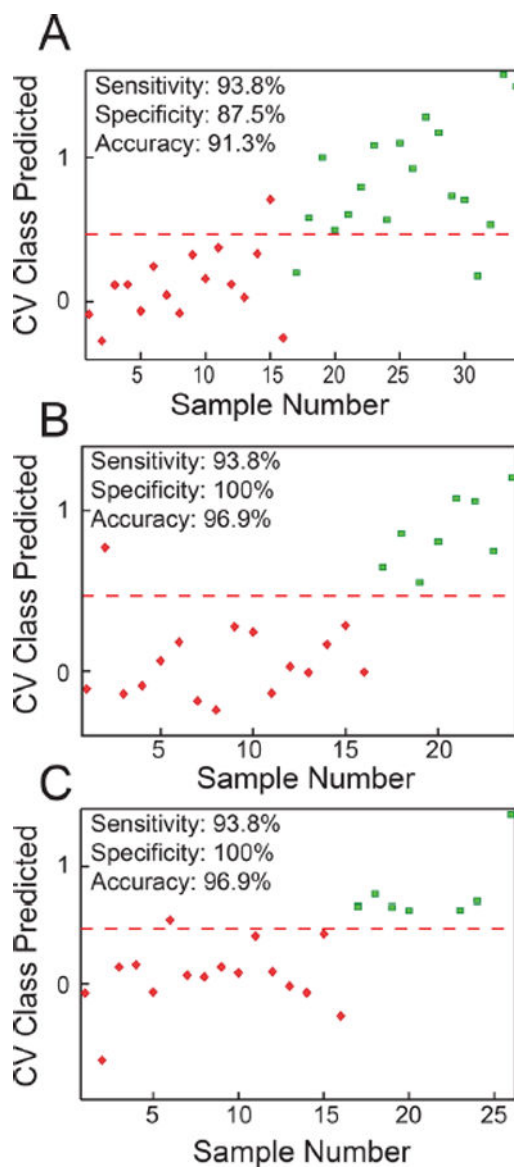 A
Sensitivity: 93.8%
Specificity: 87.5%
Accuracy: 91.3%
CV Class Predicted
1
0
5 10 15 20 25 30
Sample Number
B
Sensitivity: 93.8%
Specificity: 100%
Accuracy: 96.9%
CV Class Predicted
1
0
5 10 15 20
Sample Number
C
Sensitivity: 93.8%
Specificity: 100%
Accuracy: 96.9%
CV Class Predicted
1
0
5 10 15 20 25
Sample Number